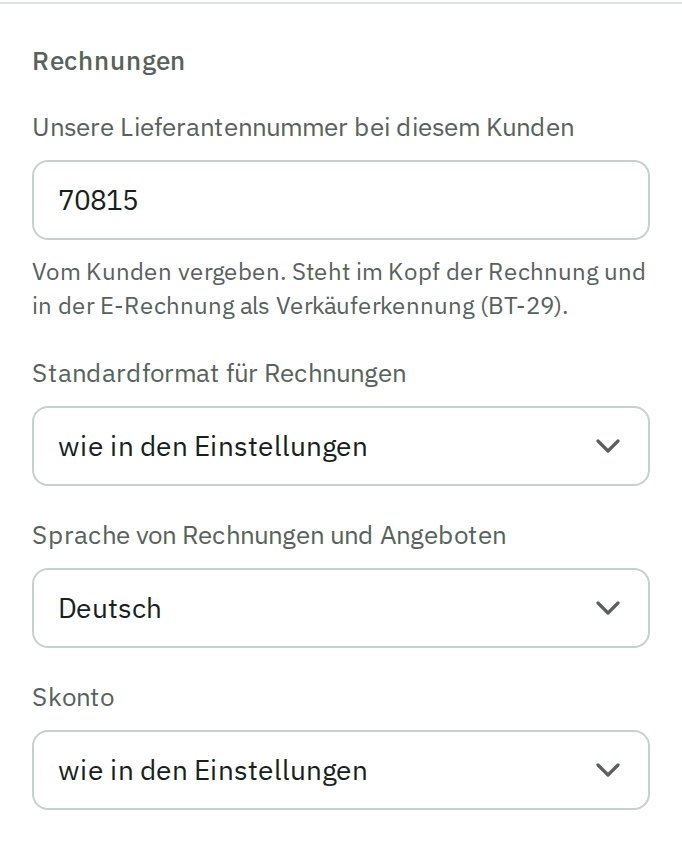 Rechnungen
Unsere Lieferantennummer bei diesem Kunden
70815
Vom Kunden vergeben. Steht im Kopf der Rechnung und
in der E-Rechnung als Verkäuferkennung (BT-29).
Standardformat für Rechnungen
wie in den Einstellungen
Sprache von Rechnungen und Angeboten
Deutsch
Skonto
wie in den Einstellungen